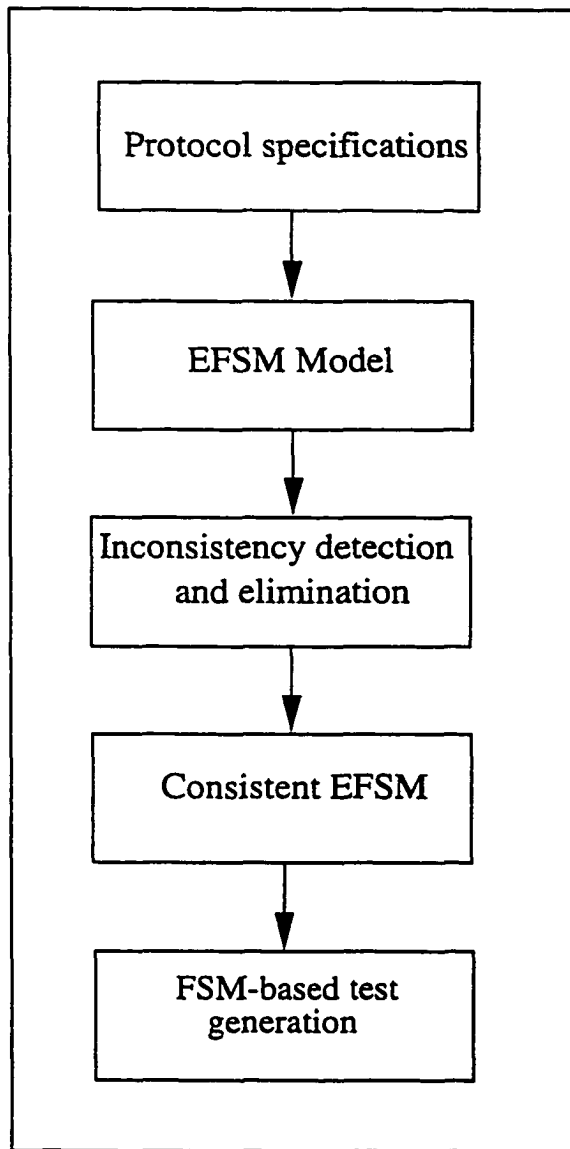 Protocol specifications
EFSM Model
Inconsistency detection
and elimination
Consistent EFSM
FSM-based test
generation